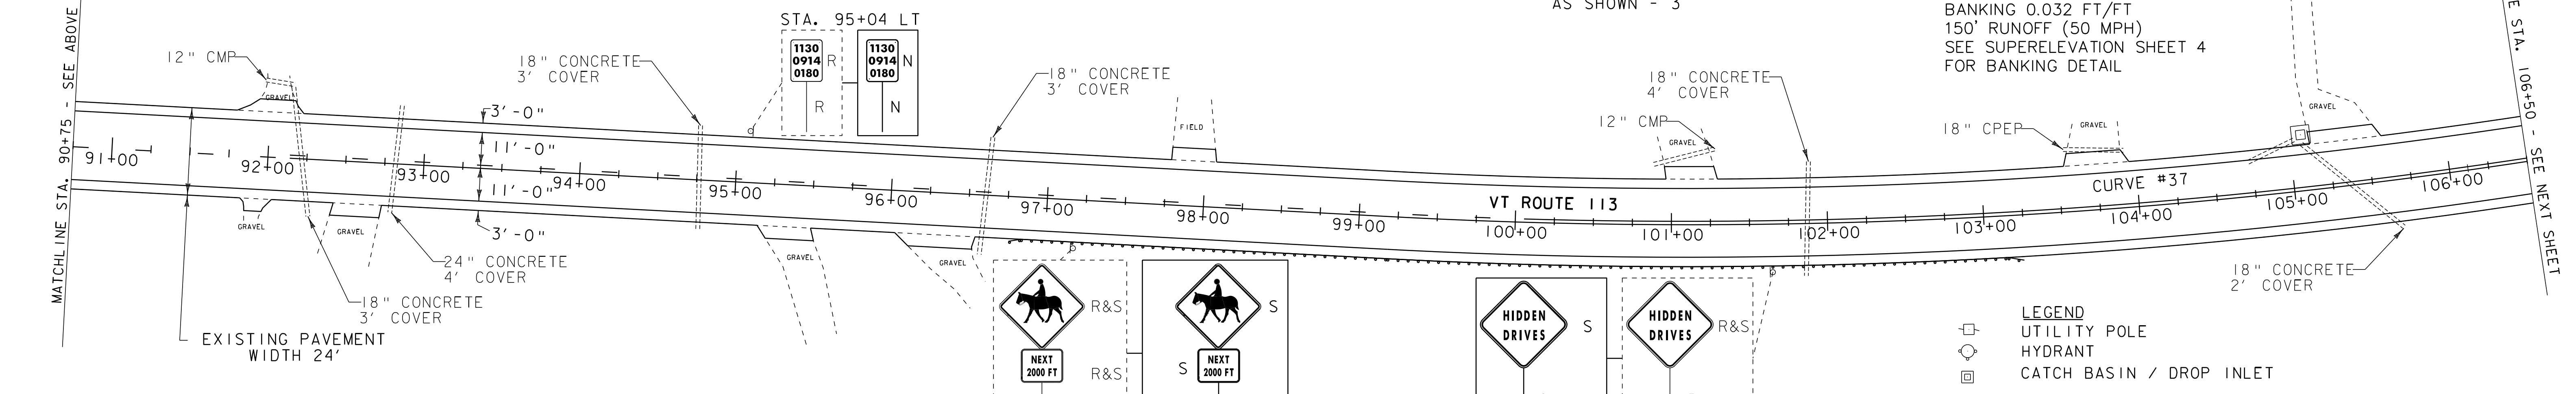 AS SHOWN - 3
BANKING 0.032 FT/FT
150' RUNOFF (50 MPH)
SEE SUPERELEVATION SHEET 4
FOR BANKING DETAIL
MATCHLINE STA. 90+75 - SEE ABOVE
E STA. 106+50 - SEE NEXT SHEET
STA. 95+04 LT
1130
0914
0180
R
R
1130
0914
0180
N
N
12" CMP
18" CONCRETE
3' COVER
18" CONCRETE
3' COVER
18" CONCRETE
4' COVER
12" CMP
18" CPEP
GRAVEL
FIELD
GRAVEL
GRAVEL
GRAVEL
3'-0"
11'-0"
11'-0"
3'-0"
91+00
92+00
93+00
94+00
95+00
96+00
97+00
98+00
99+00
100+00
101+00
102+00
103+00
104+00
105+00
106+00
VT ROUTE 113
CURVE #37
GRAVEL
GRAVEL
GRAVEL
GRAVEL
24" CONCRETE
4' COVER
18" CONCRETE
3' COVER
EXISTING PAVEMENT
WIDTH 24'
R&S
NEXT
2000 FT
R&S
S
S
NEXT
2000 FT
HIDDEN
DRIVES
S
HIDDEN
DRIVES
R&S
18" CONCRETE
2' COVER
LEGEND
UTILITY POLE
HYDRANT
CATCH BASIN / DROP INLET